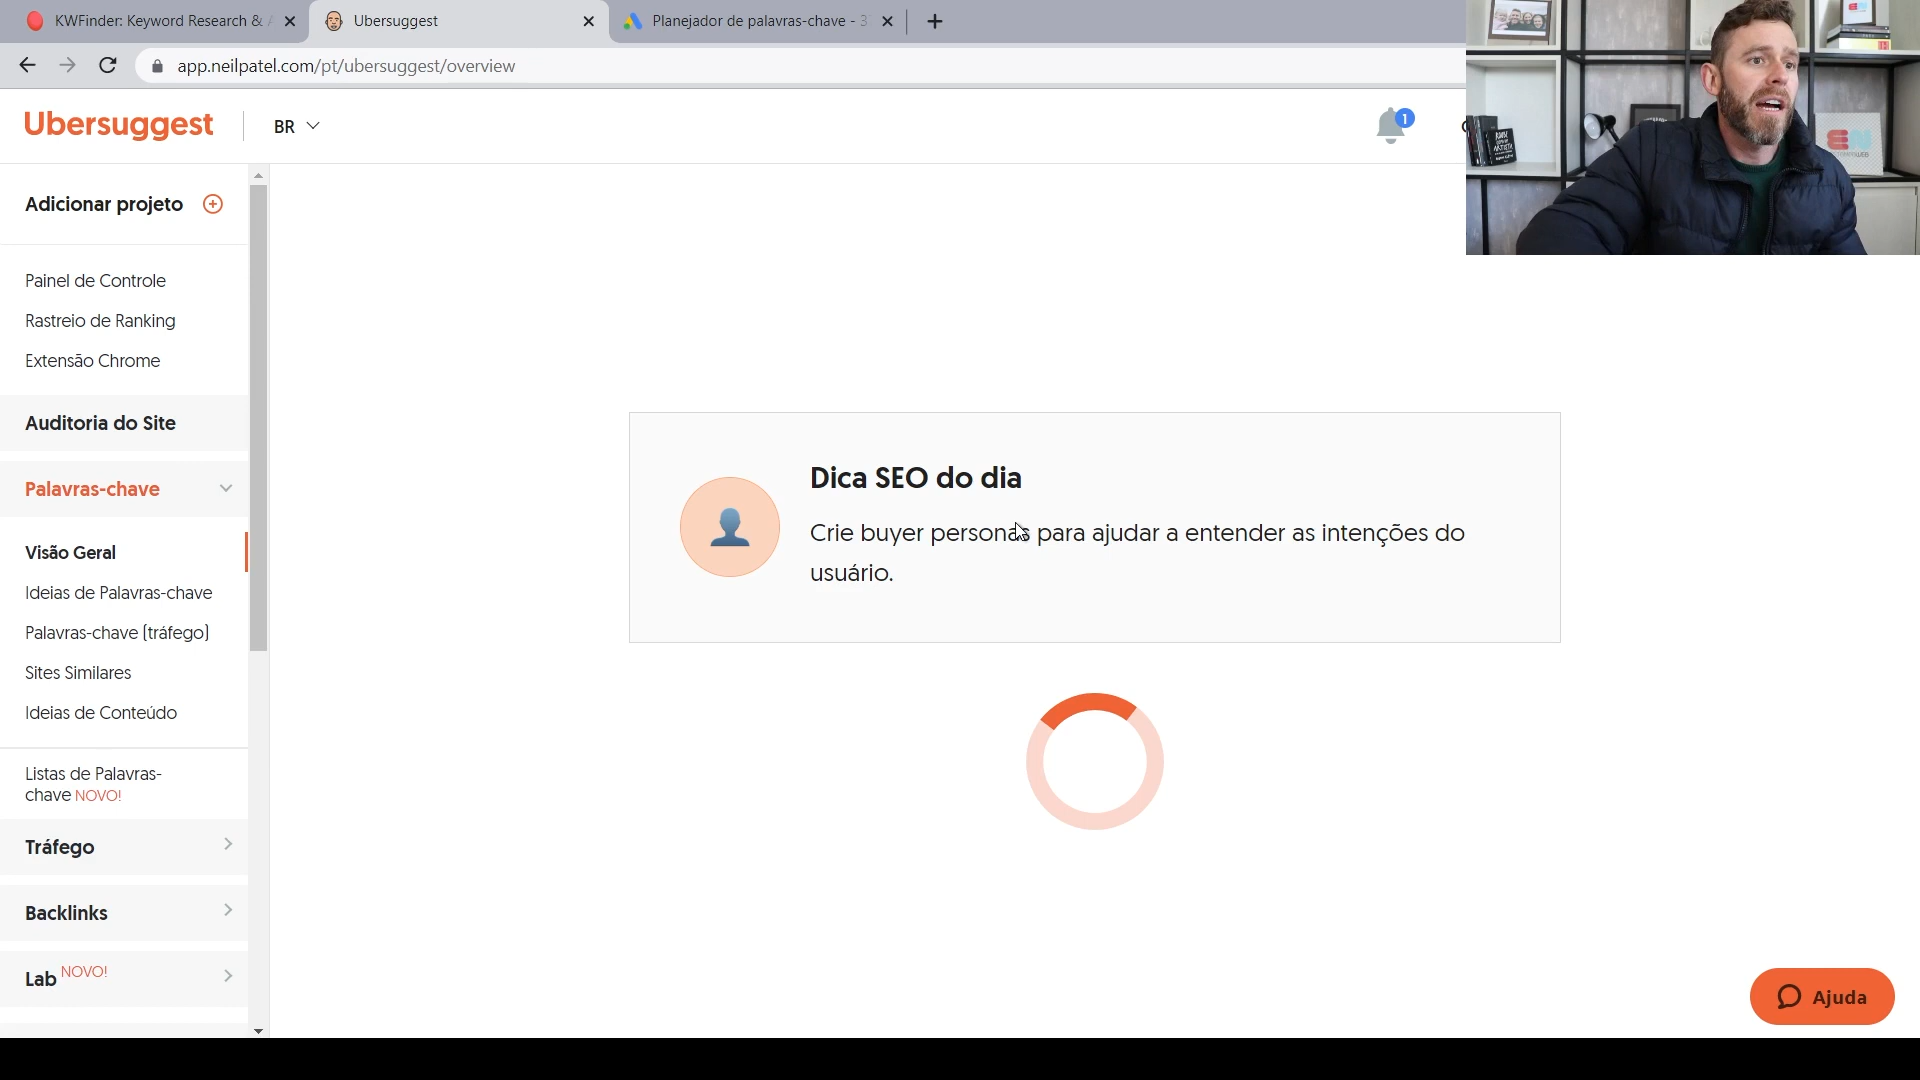 KWFinder: Keyword Research &
Ubersuggest
Planejador de palavras-chave - 3
app.neilpatel.com/pt/ubersuggest/overview
Ubersuggest
BR
1
Adicionar projeto
Painel de Controle
Rastreio de Ranking
Extensão Chrome
Auditoria do Site
Palavras-chave
Visão Geral
Ideias de Palavras-chave
Palavras-chave (tráfego)
Sites Similares
Ideias de Conteúdo
Listas de Palavras-
chave NOVO!
Tráfego
Backlinks
Lab NOVO!
Dica SEO do dia
Crie buyer personas para ajudar a entender as intenções do
usuário.
Ajuda